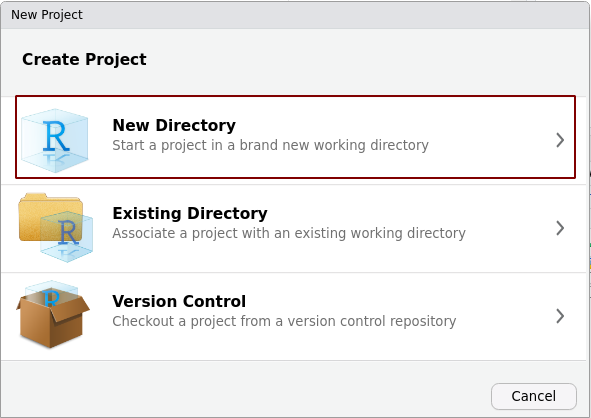 New Project
Create Project
R
New Directory
Start a project in a brand new working directory
R
Existing Directory
Associate a project with an existing working directory
R
Version Control
Checkout a project from a version control repository
Cancel